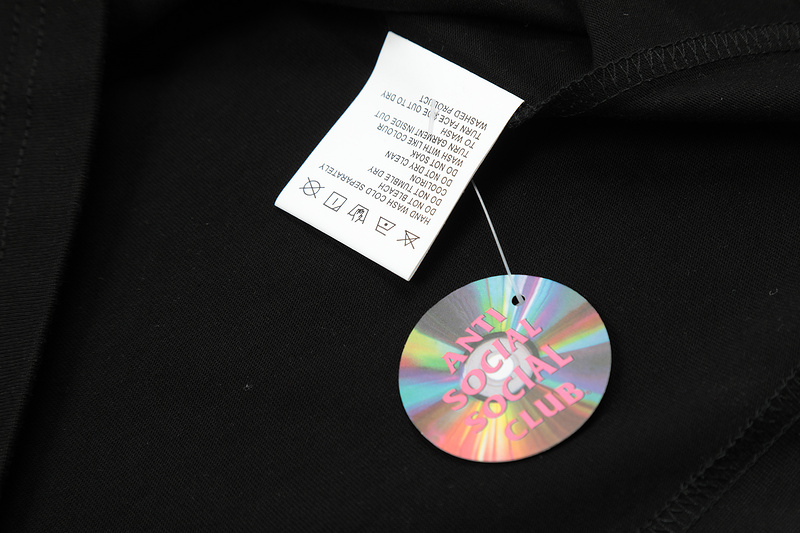 HAND WASH COLD SEPARATELY
DO NOT BLEACH
DO NOT TUMBLE DRY
COOLIRON
DO NOT DRY CLEAN
DO NOT SOAK
WASH WITH LIKE COLOUR
TURN GARMENT INSIDE OUT
TO WASH
TURN FACE SIDE OUT TO DRY
WASHED PRODUCT
ANTI
SOCIAL
SOCIAL
CLUB